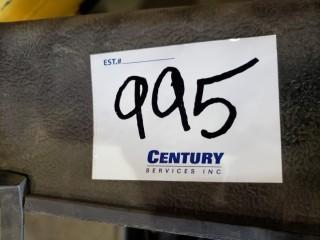 EST.#
995
CENTURY
SERVICES INC